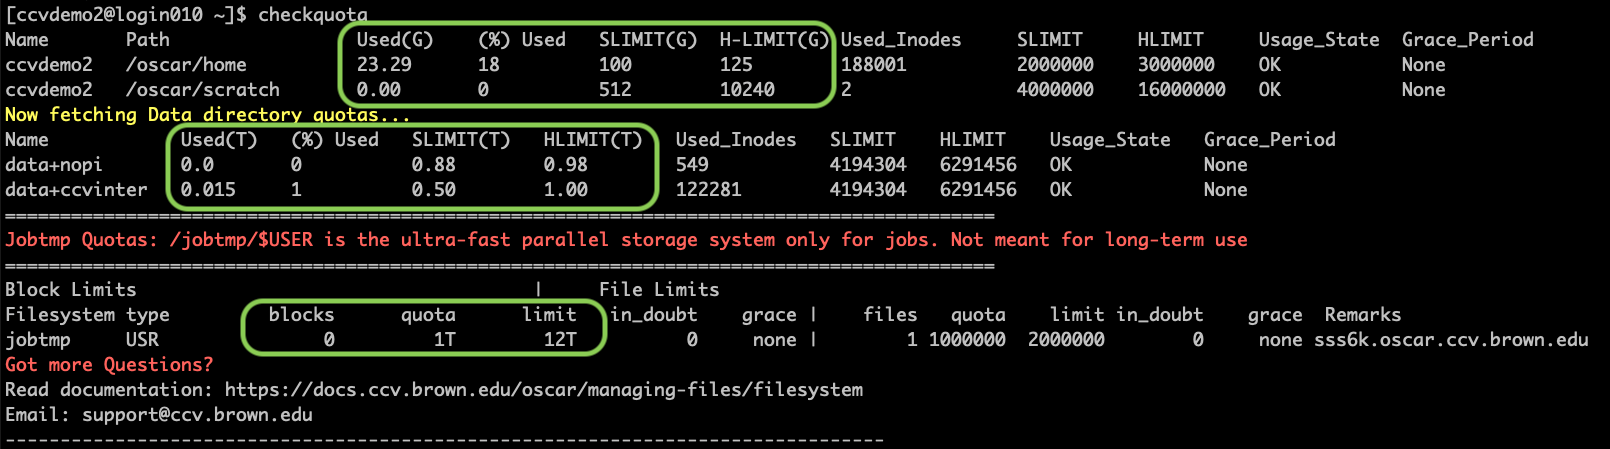 [ccvdemo2@login010 ~]$ checkquota
Name Path Used(G) (%) Used SLIMIT(G) H-LIMIT(G) Used_Inodes SLIMIT HLIMIT Usage_State Grace_Period
ccvdemo2 /oscar/home 23.29 18 100 125 188001 2000000 3000000 OK None
ccvdemo2 /oscar/scratch 0.00 0 512 10240 2 4000000 16000000 OK None
Now fetching Data directory quotas...
Name Used(T) (%) Used SLIMIT(T) HLIMIT(T) Used_Inodes SLIMIT HLIMIT Usage_State Grace_Period
data+nopi 0.0 0 0.88 0.98 549 4194304 6291456 OK None
data+ccvinter 0.015 1 0.50 1.00 122281 4194304 6291456 OK None
==========================================================================================
Jobtmp Quotas: /jobtmp/$USER is the ultra-fast parallel storage system only for jobs. Not meant for long-term use
==========================================================================================
Block Limits | File Limits
Filesystem type blocks quota limit in_doubt grace | files quota limit in_doubt grace Remarks
jobtmp USR 0 1T 12T 0 none | 1 1000000 2000000 0 none sss6k.oscar.ccv.brown.edu
Got more Questions?
Read documentation: https://docs.ccv.brown.edu/oscar/managing-files/filesystem
Email: support@ccv.brown.edu
--------------------------------------------------------------------------------